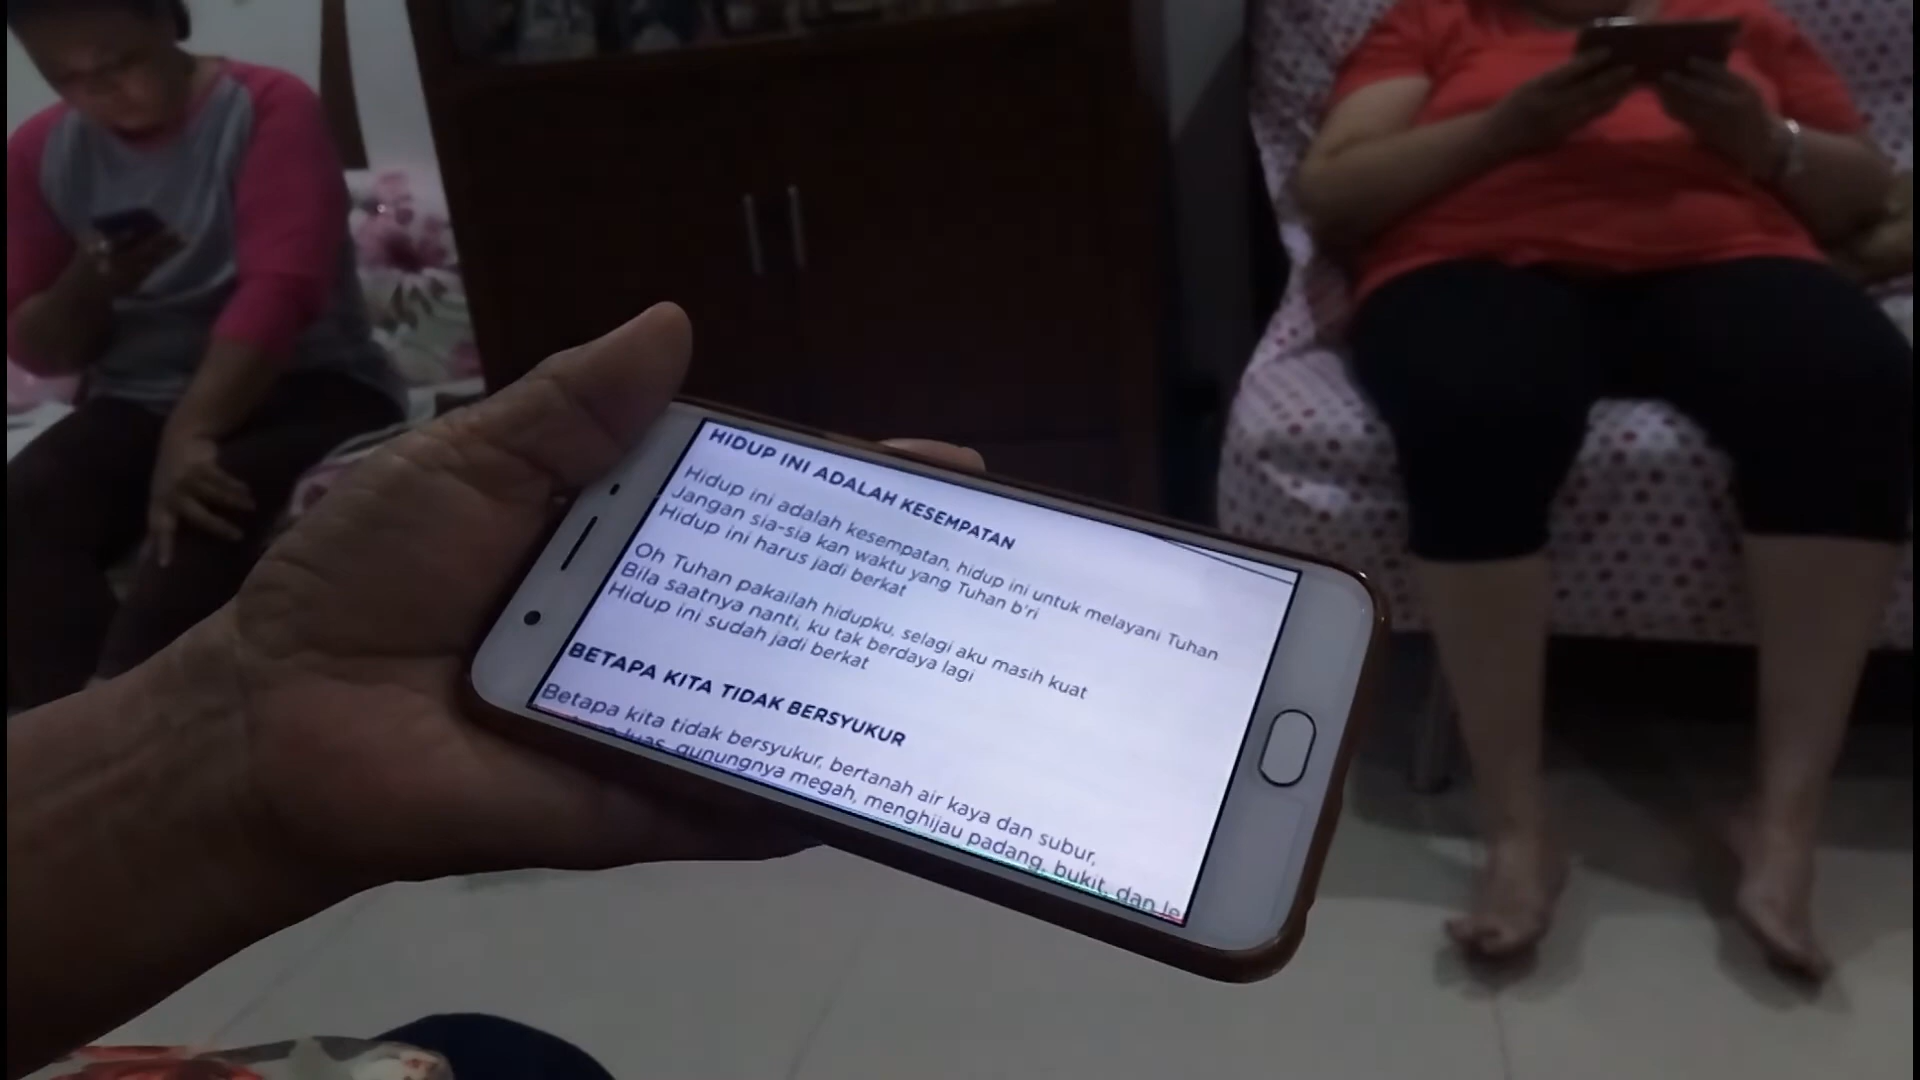 HIDUP INI ADALAH KESEMPATAN
Hidup ini adalah kesempatan, hidup ini untuk melayani Tuhan
Jangan sia-sia kan waktu yang Tuhan b'ri
Hidup ini harus jadi berkat
Oh Tuhan pakailah hidupku, selagi aku masih kuat
Bila saatnya nanti, ku tak berdaya lagi
Hidup ini sudah jadi berkat
BETAPA KITA TIDAK BERSYUKUR
Betapa kita tidak bersyukur, bertanah air kaya dan subur,
luas, gunungnya megah, menghijau padang, bukit, dan le